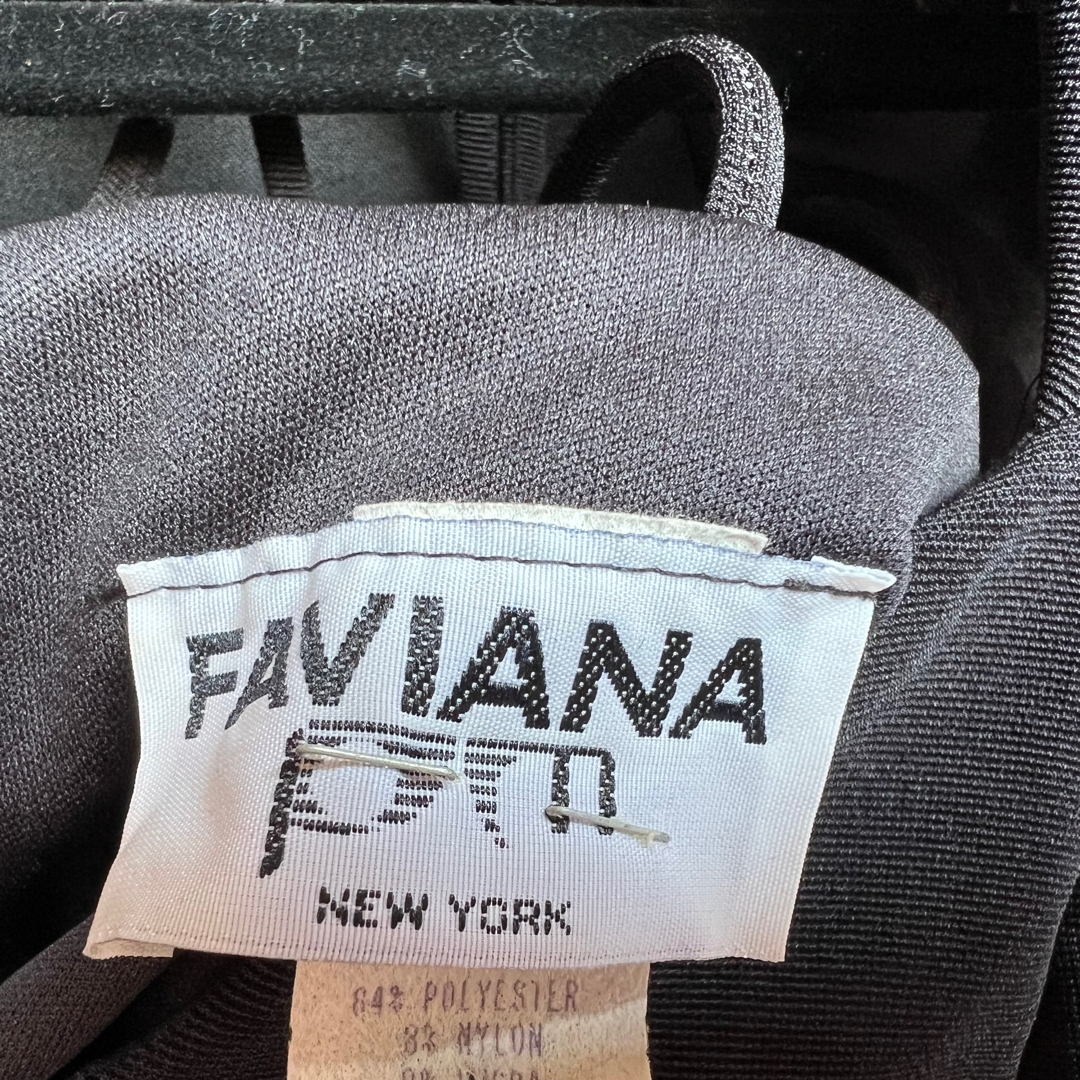 FAVIANA
NEW YORK
84% POLYESTER
8% NYLON